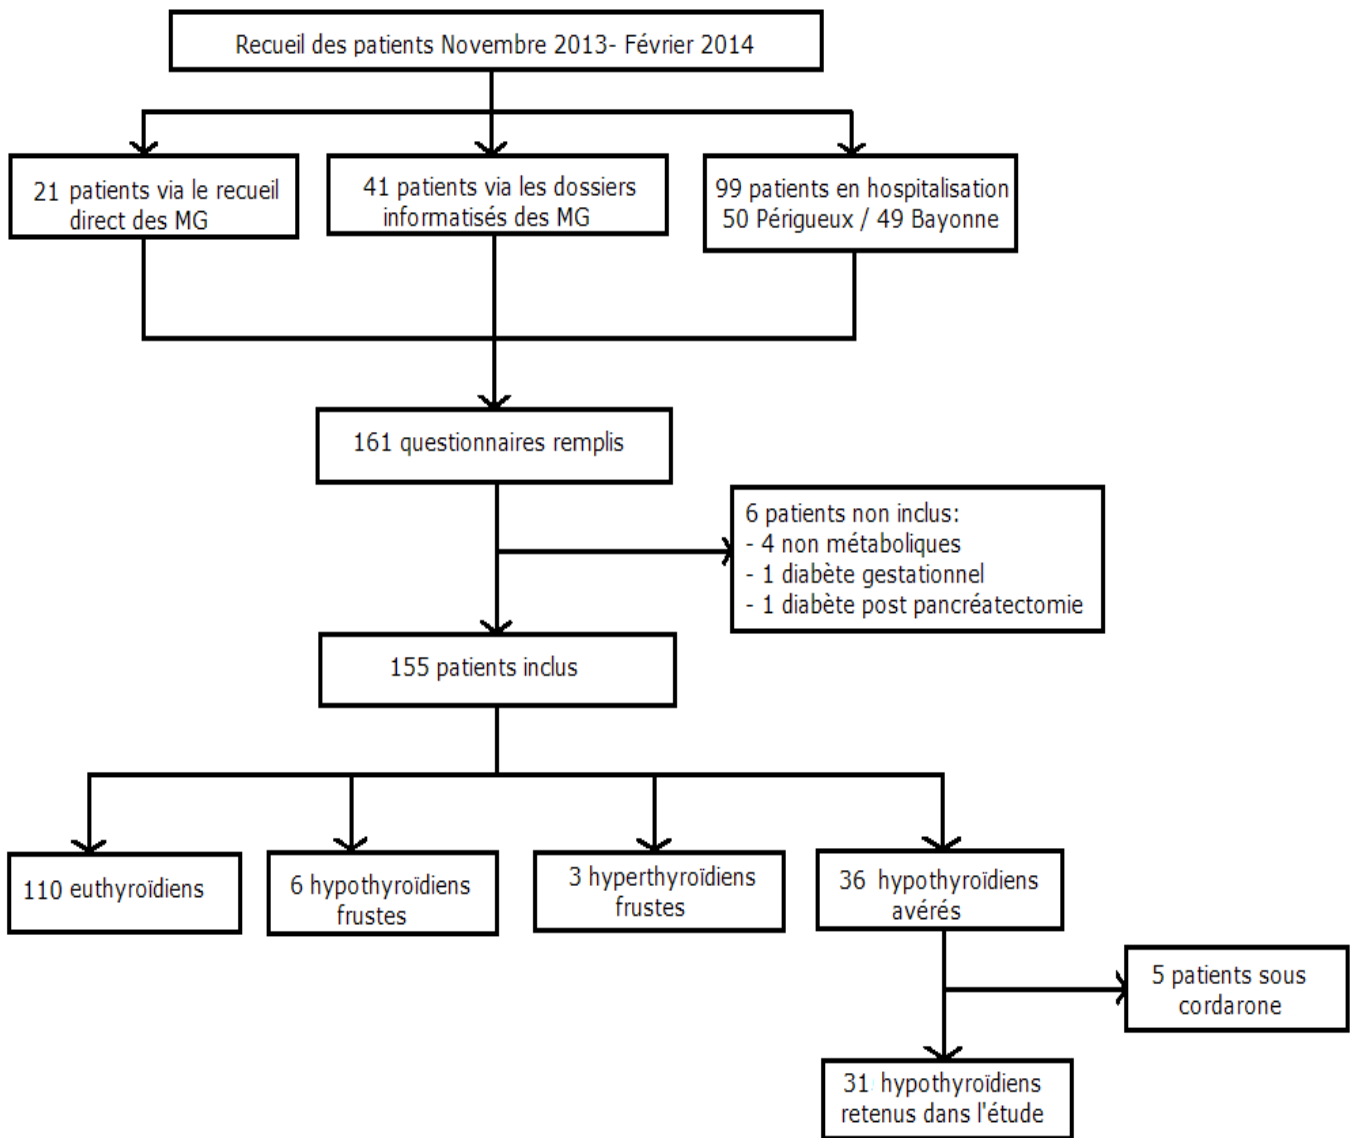 Recueil des patients Novembre 2013- Février 2014
21 patients via le recueil
direct des MG
41 patients via les dossiers
informatisés des MG
99 patients en hospitalisation
50 Périgueux / 49 Bayonne
161 questionnaires remplis
6 patients non inclus:
- 4 non métaboliques
- 1 diabète gestationnel
- 1 diabète post pancréatectomie
155 patients inclus
110 euthyroïdiens
6 hypothyroïdiens
frustes
3 hyperthyroïdiens
frustes
36 hypothyroïdiens
avérés
5 patients sous
cordarone
31 hypothyroïdiens
retenus dans l'étude